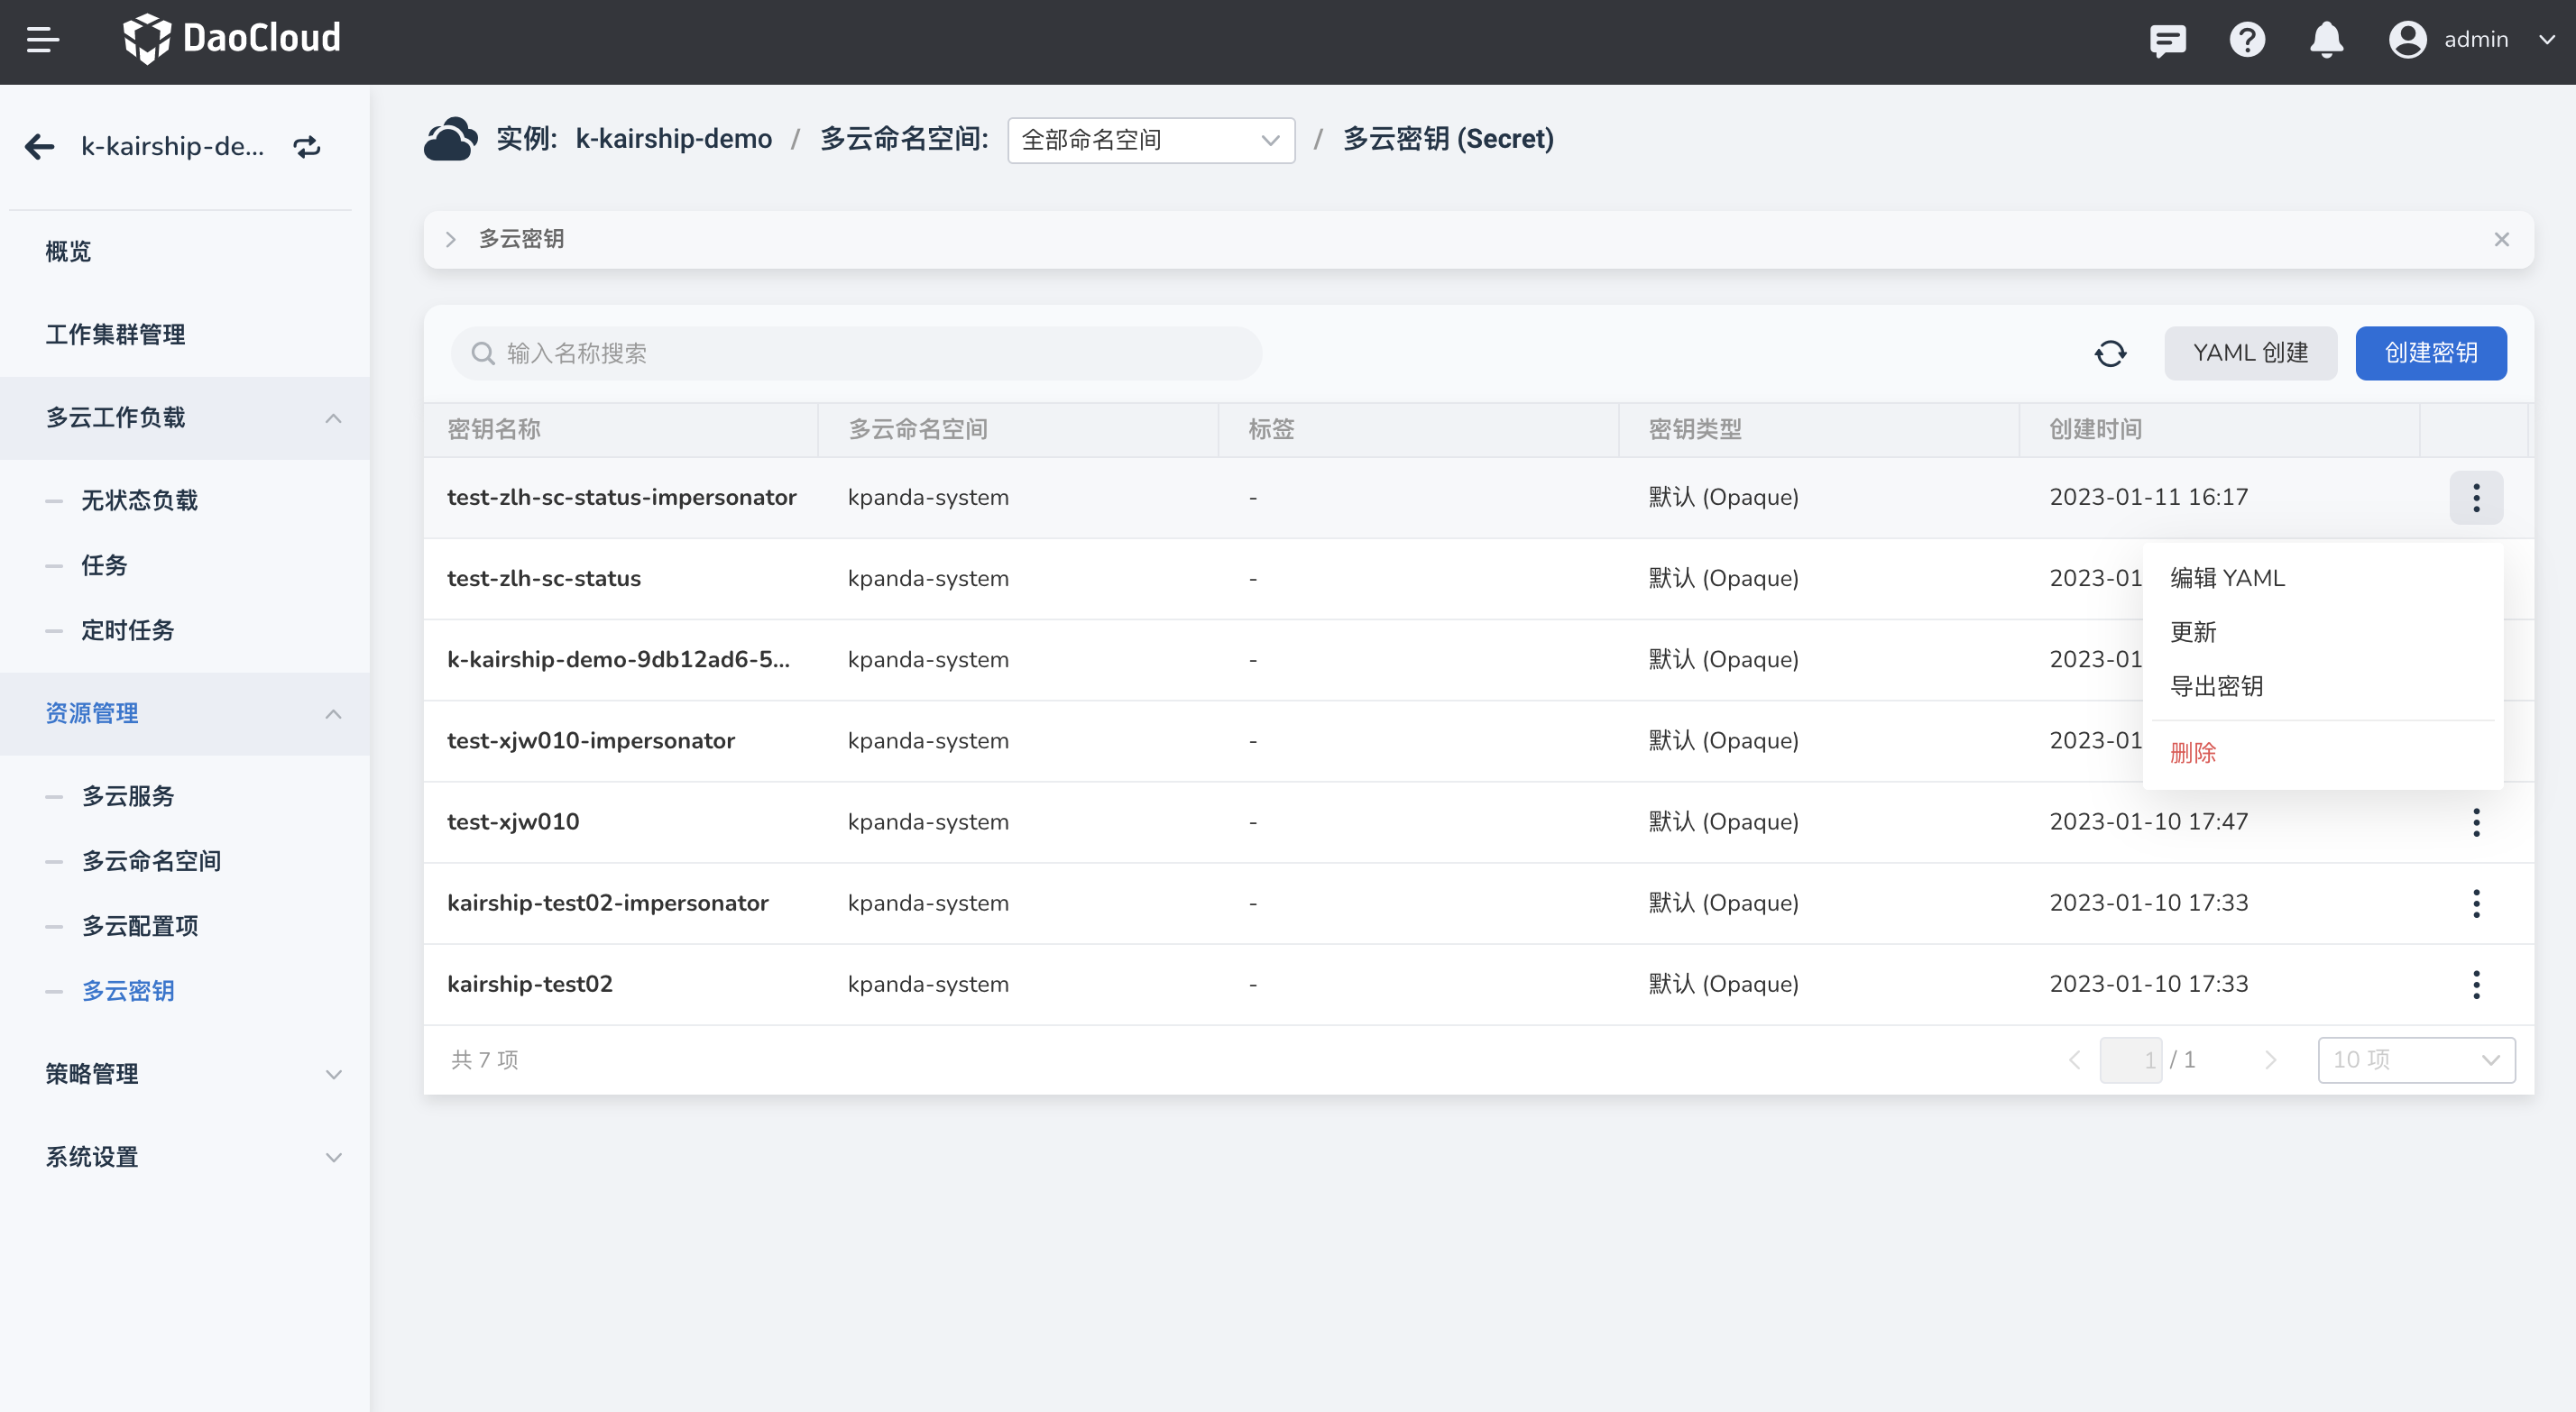 DaoCloud
admin
k-kairship-de...
概览
工作集群管理
多云工作负载
无状态负载
任务
定时任务
资源管理
多云服务
多云命名空间
多云配置项
多云密钥
策略管理
系统设置
实例: k-kairship-demo / 多云命名空间: 全部命名空间 / 多云密钥 (Secret)
多云密钥
输入名称搜索
YAML 创建
创建密钥
密钥名称 多云命名空间 标签 密钥类型 创建时间
test-zlh-sc-status-impersonator kpanda-system - 默认 (Opaque) 2023-01-11 16:17
test-zlh-sc-status kpanda-system - 默认 (Opaque) 2023-01
k-kairship-demo-9db12ad6-5... kpanda-system - 默认 (Opaque) 2023-01
test-xjw010-impersonator kpanda-system - 默认 (Opaque) 2023-01
test-xjw010 kpanda-system - 默认 (Opaque) 2023-01-10 17:47
kairship-test02-impersonator kpanda-system - 默认 (Opaque) 2023-01-10 17:33
kairship-test02 kpanda-system - 默认 (Opaque) 2023-01-10 17:33
编辑 YAML
更新
导出密钥
删除
共 7 项
1 / 1
10 项